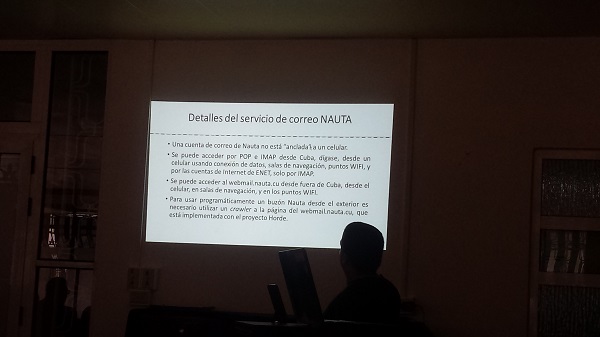 Detalles del servicio de correo NAUTA
• Una cuenta de correo de Nauta no está "anclada" a un celular.
• Se puede acceder por POP e IMAP desde Cuba, dígase, desde un
celular usando conexión de datos, salas de navegación, puntos WIFI, y
por las cuentas de Internet de ENET, solo por IMAP.
• Se puede acceder al webmail.nauta.cu desde fuera de Cuba, desde el
celular, en salas de navegación, y en los puntos WIFI.
• Para usar programáticamente un buzón Nauta desde el exterior es
necesario utilizar un crawler a la página del webmail.nauta.cu, que
está implementada con el proyecto Horde.